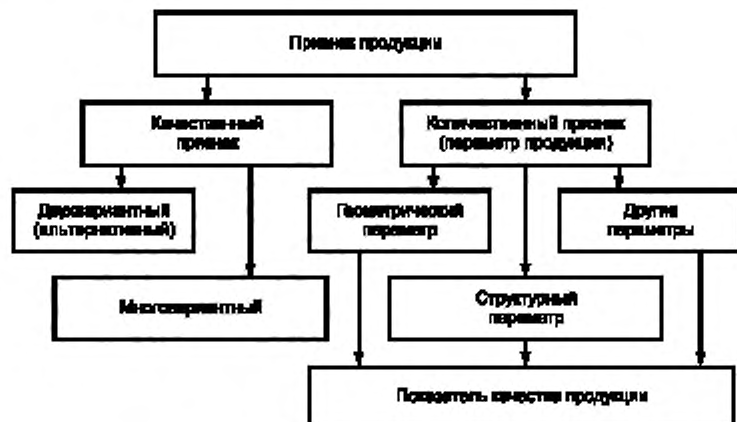 Признак продукции
Качественный
признак
Количественный признак
(параметр продукции)
Двухвариантный
(альтернативный)
Геометрический
параметр
Другие
параметры
Многовариантный
Структурный
параметр
Показатель качества продукции